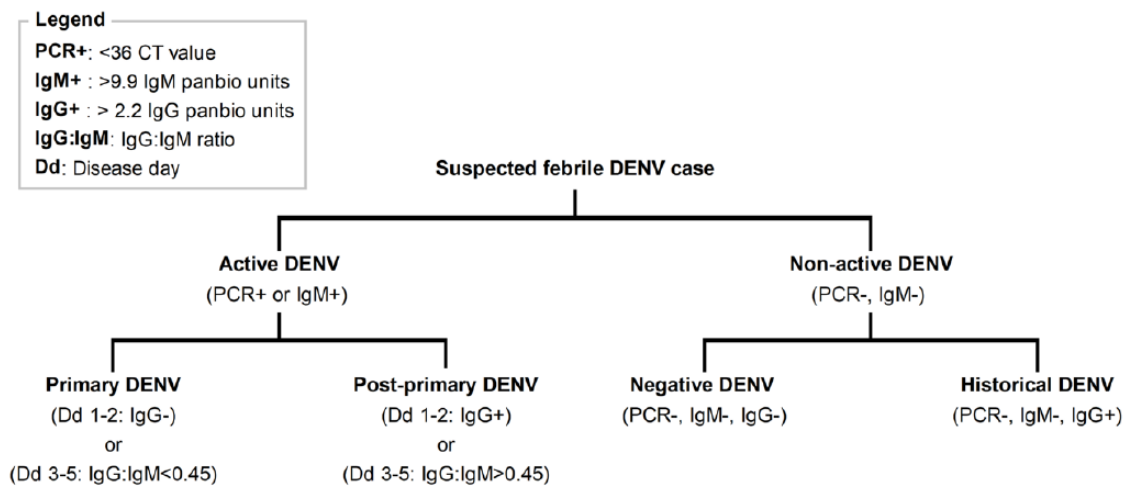 Legend
PCR+: <36 CT value
IgM+ : >9.9 IgM panbio units
IgG+ : > 2.2 IgG panbio units
IgG:IgM: IgG:IgM ratio
Dd: Disease day
Suspected febrile DENV case
Active DENV
(PCR+ or IgM+)
Non-active DENV
(PCR-, IgM-)
Primary DENV
(Dd 1-2: IgG-)
or
(Dd 3-5: IgG:IgM<0.45)
Post-primary DENV
(Dd 1-2: IgG+)
or
(Dd 3-5: IgG:IgM>0.45)
Negative DENV
(PCR-, IgM-, IgG-)
Historical DENV
(PCR-, IgM-, IgG+)